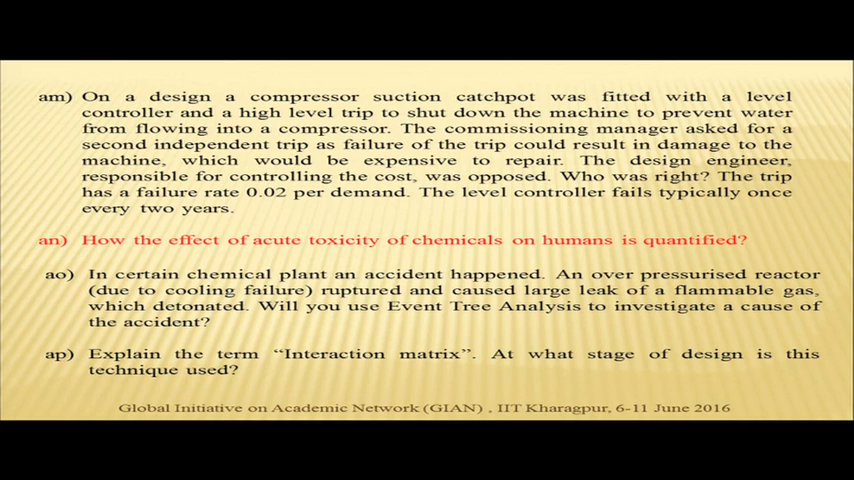 am) On a design a compressor suction catchpot was fitted with a level
controller and a high level trip to shut down the machine to prevent water
from flowing into a compressor. The commissioning manager asked for a
second independent trip as failure of the trip could result in damage to the
machine, which would be expensive to repair. The design engineer,
responsible for controlling the cost, was opposed. Who was right? The trip
has a failure rate 0.02 per demand. The level controller fails typically once
every two years.
an) How the effect of acute toxicity of chemicals on humans is quantified?
ao) In certain chemical plant an accident happened. An over pressurised reactor
(due to cooling failure) ruptured and caused large leak of a flammable gas,
which detonated. Will you use Event Tree Analysis to investigate a cause of
the accident?
ap) Explain the term “Interaction matrix”. At what stage of design is this
technique used?
Global Initiative on Academic Network (GIAN) , IIT Kharagpur, 6-11 June 2016